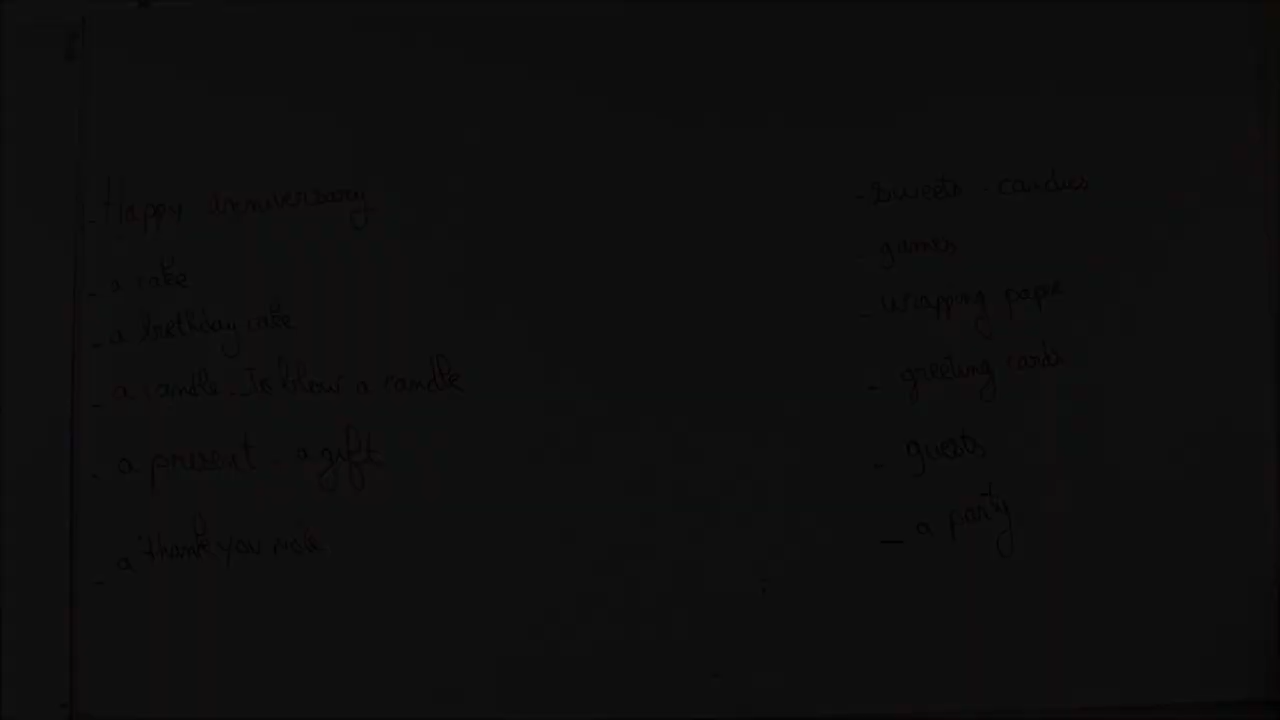 - Happy anniversary
- a cake
- a birthday cake
- a candle - To blow a candle
- a present - a gift
- a thank you note
- sweets - candies
- games
- wrapping paper
- greeting cards
- guests
- a party